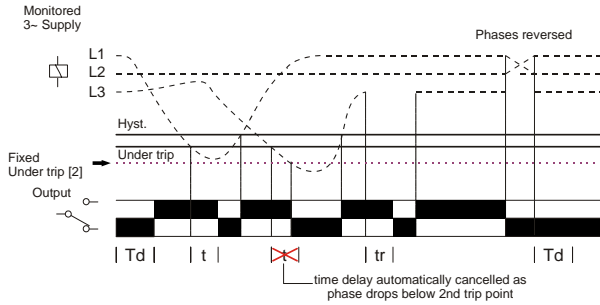 Monitored
3~ Supply
Phases reversed
L1
L2
L3
Hyst.
Under trip
Fixed
Under trip [2]
Output
Td
t
t
tr
Td
time delay automatically cancelled as
phase drops below 2nd trip point